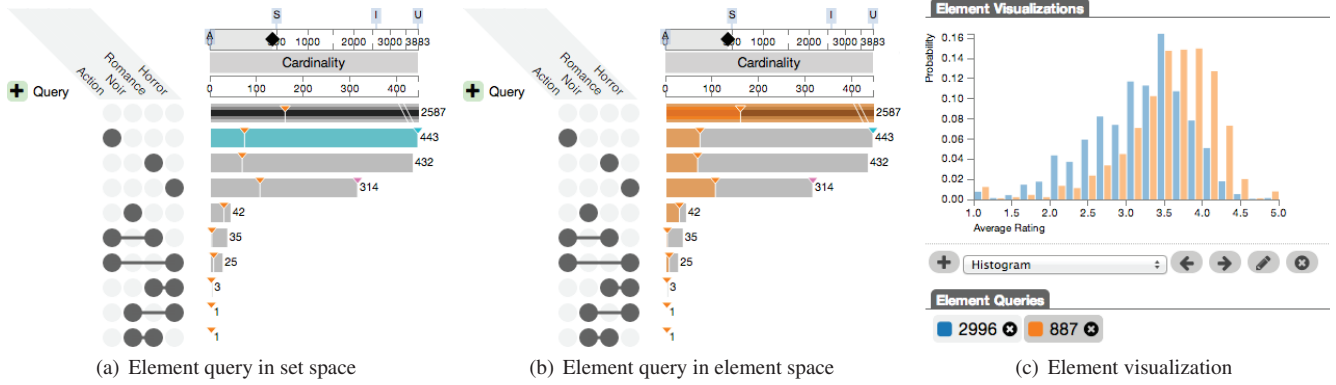 S I U
A
0 500 1000 2000 3000 3883
Cardinality
0 100 200 300 400
Action Noir Romance Horror
Query
2587
443
432
314
42
35
25
3
1
1
(a) Element query in set space
S I U
A
0 500 1000 2000 3000 3883
Cardinality
0 100 200 300 400
Action Noir Romance Horror
Query
2587
443
432
314
42
35
25
3
1
1
(b) Element query in element space
Element Visualizations
Probability
0.16
0.14
0.12
0.10
0.08
0.06
0.04
0.02
0.00
1.0 1.5 2.0 2.5 3.0 3.5 4.0 4.5 5.0
Average Rating
Histogram
Element Queries
2996 887
(c) Element visualization